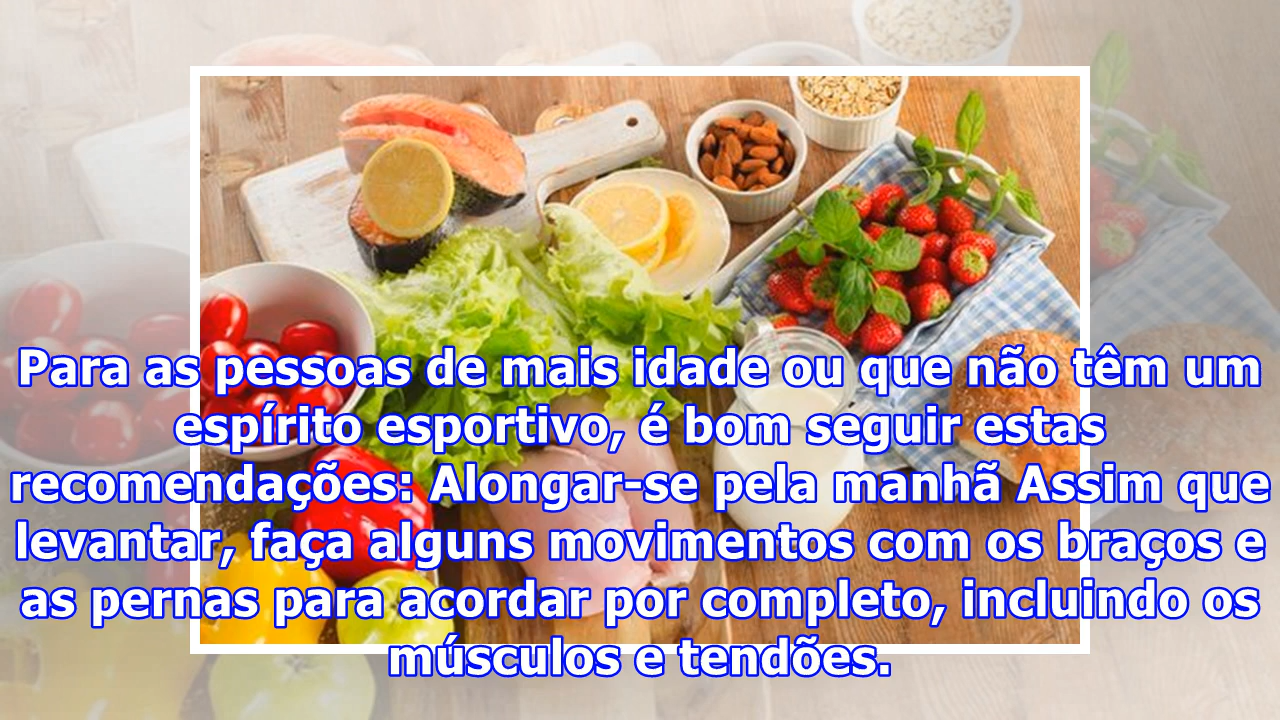 Para as pessoas de mais idade ou que não têm um
espírito esportivo, é bom seguir estas
recomendações: Alongar-se pela manhã Assim que
levantar, faça alguns movimentos com os braços e
as pernas para acordar por completo, incluindo os
músculos e tendões.